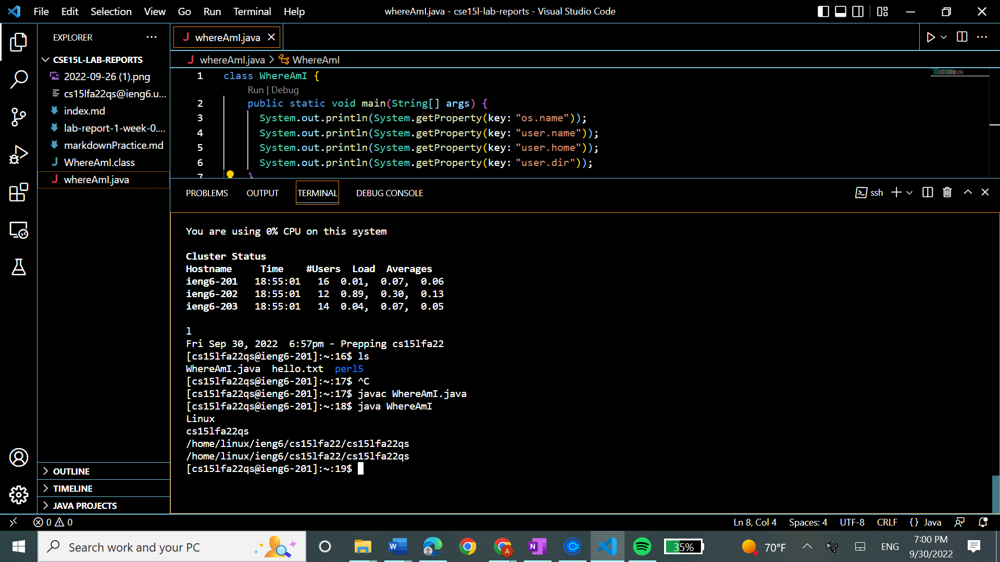 File Edit Selection View Go Run Terminal Help
whereAmI.java - cse15l-lab-reports - Visual Studio Code
EXPLORER
CSE15L-LAB-REPORTS
2022-09-26 (1).png
cs15lfa22qs@ieng6.u...
index.md
lab-report-1-week-0....
markdownPractice.md
WhereAmI.class
whereAmI.java
OUTLINE
TIMELINE
JAVA PROJECTS
whereAmI.java
whereAmI.java > WhereAmI
1 class WhereAmI {
Run | Debug
2 public static void main(String[] args) {
3 System.out.println(System.getProperty(key: "os.name"));
4 System.out.println(System.getProperty(key: "user.name"));
5 System.out.println(System.getProperty(key: "user.home"));
6 System.out.println(System.getProperty(key: "user.dir"));
7 }
PROBLEMS OUTPUT TERMINAL DEBUG CONSOLE
ssh
You are using 0% CPU on this system
Cluster Status
Hostname Time #Users Load Averages
ieng6-201 18:55:01 16 0.01, 0.07, 0.06
ieng6-202 18:55:01 12 0.89, 0.30, 0.13
ieng6-203 18:55:01 14 0.04, 0.07, 0.05
l
Fri Sep 30, 2022 6:57pm - Prepping cs15lfa22
[cs15lfa22qs@ieng6-201]:~:16$ ls
WhereAmI.java hello.txt perl5
[cs15lfa22qs@ieng6-201]:~:17$ ^C
[cs15lfa22qs@ieng6-201]:~:17$ javac WhereAmI.java
[cs15lfa22qs@ieng6-201]:~:18$ java WhereAmI
Linux
cs15lfa22qs
/home/linux/ieng6/cs15lfa22/cs15lfa22qs
/home/linux/ieng6/cs15lfa22/cs15lfa22qs
[cs15lfa22qs@ieng6-201]:~:19$
0 0
Ln 8, Col 4 Spaces: 4 UTF-8 CRLF {} Java
Search work and your PC
35%
70°F
ENG
7:00 PM
9/30/2022